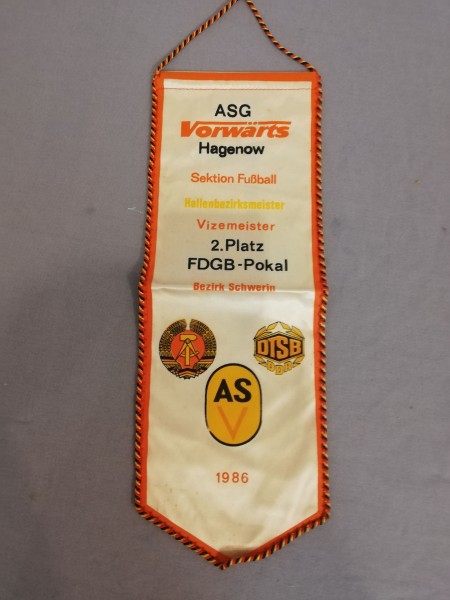 ASG
Vorwärts
Hagenow
Sektion Fußball
Hallenbezirksmeister
Vizemeister
2.Platz
FDGB-Pokal
Bezirk Schwerin
DTSB
DDR
AS
V
1986